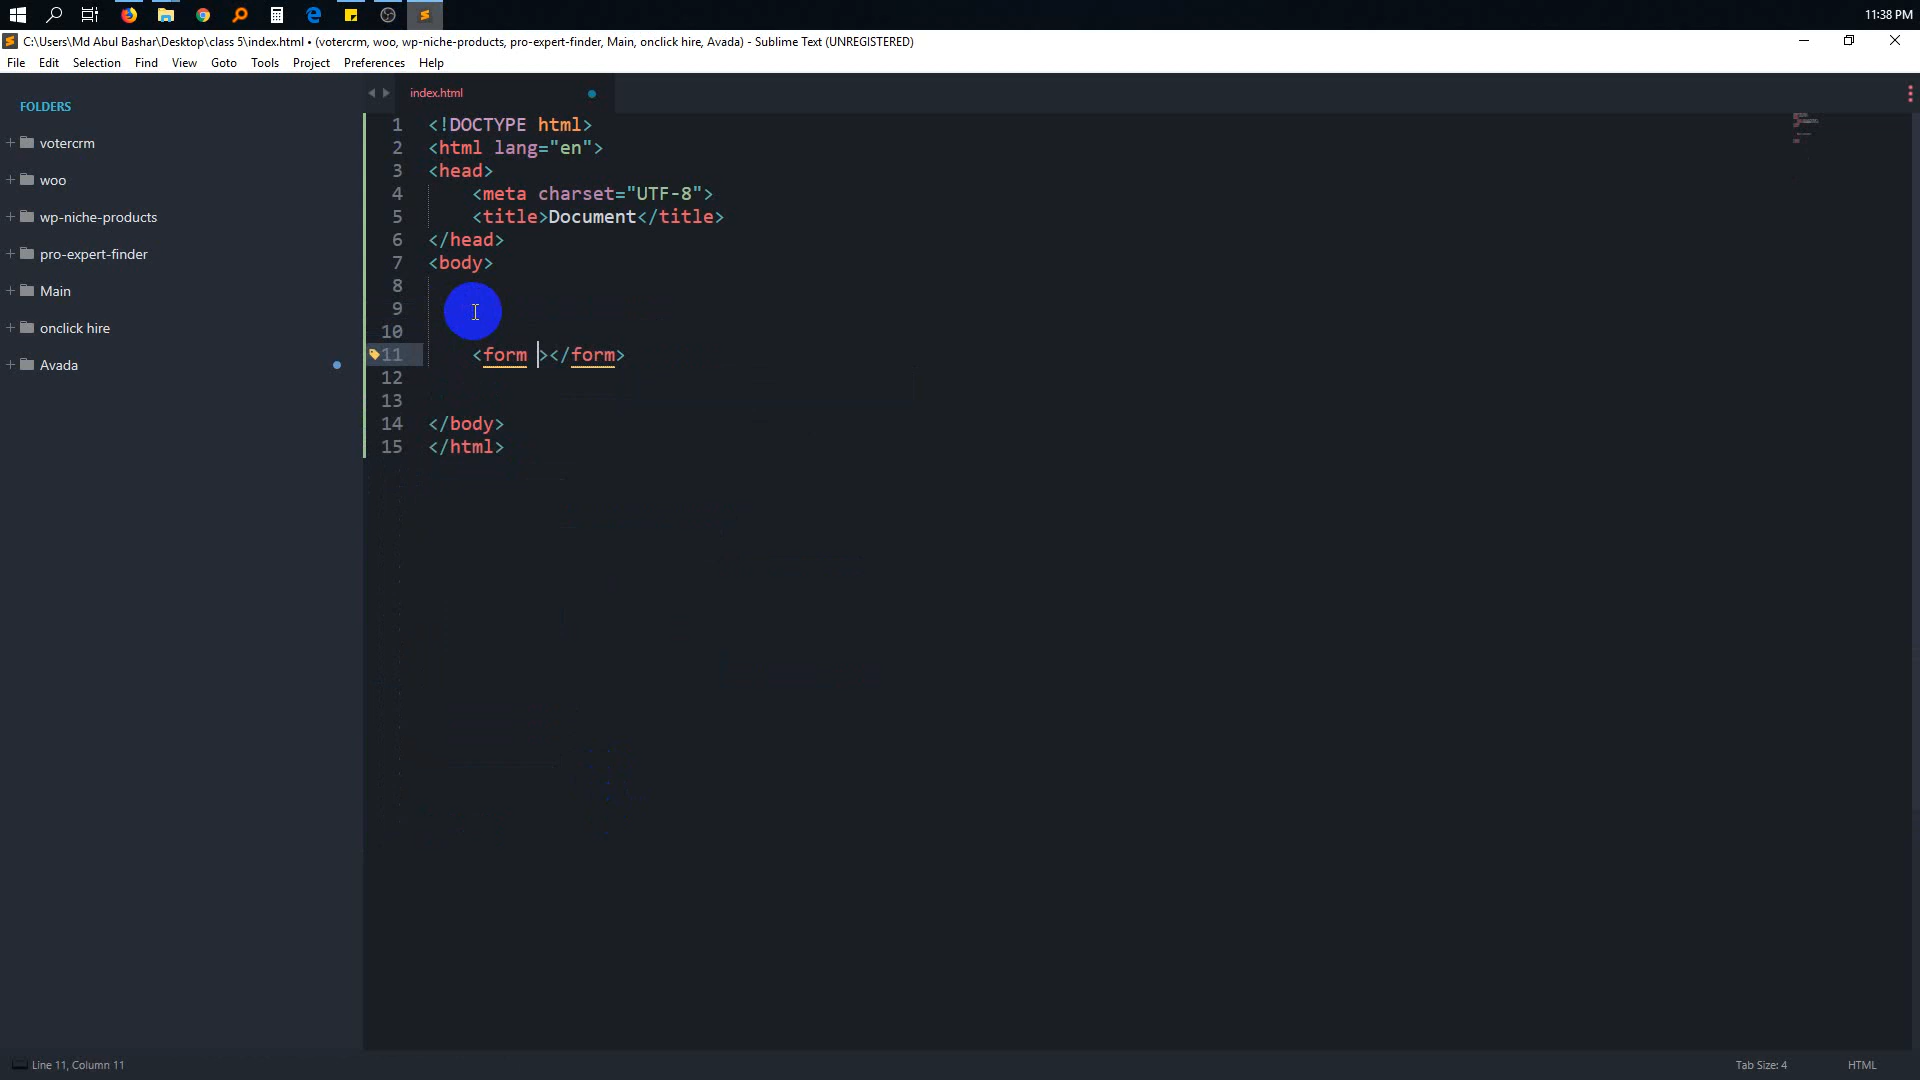 11:38 PM
C:\Users\Md Abul Bashar\Desktop\class 5\index.html • (votercrm, woo, wp-niche-products, pro-expert-finder, Main, onclick hire, Avada) - Sublime Text (UNREGISTERED)
File Edit Selection Find View Goto Tools Project Preferences Help
FOLDERS
votercrm
woo
wp-niche-products
pro-expert-finder
Main
onclick hire
Avada
index.html
1 <!DOCTYPE html>
2 <html lang="en">
3 <head>
4 <meta charset="UTF-8">
5 <title>Document</title>
6 </head>
7 <body>
8
9
10
11 <form ></form>
12
13
14 </body>
15 </html>
Line 11, Column 11
Tab Size: 4
HTML